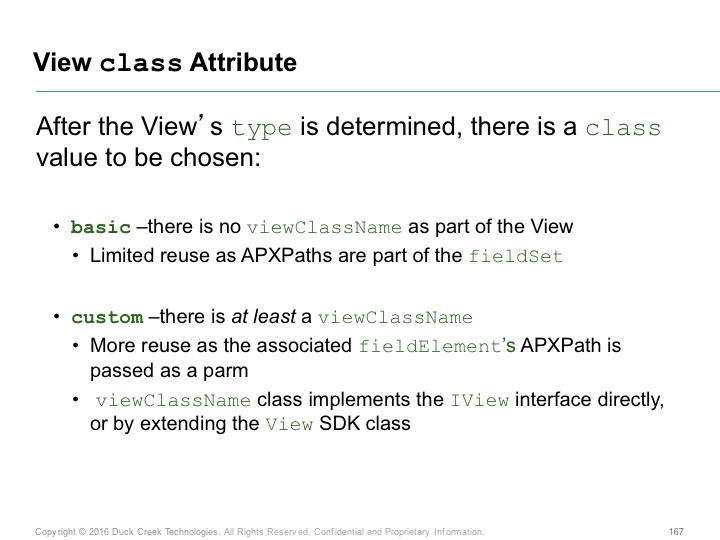 View class Attribute
After the View’s type is determined, there is a class
value to be chosen:
• basic –there is no viewClassName as part of the View
• Limited reuse as APXPaths are part of the fieldSet
• custom –there is at least a viewClassName
• More reuse as the associated fieldElement’s APXPath is
passed as a parm
• viewClassName class implements the IView interface directly,
or by extending the View SDK class
Copyright © 2016 Duck Creek Technologies. All Rights Reserved. Confidential and Proprietary Information.
167